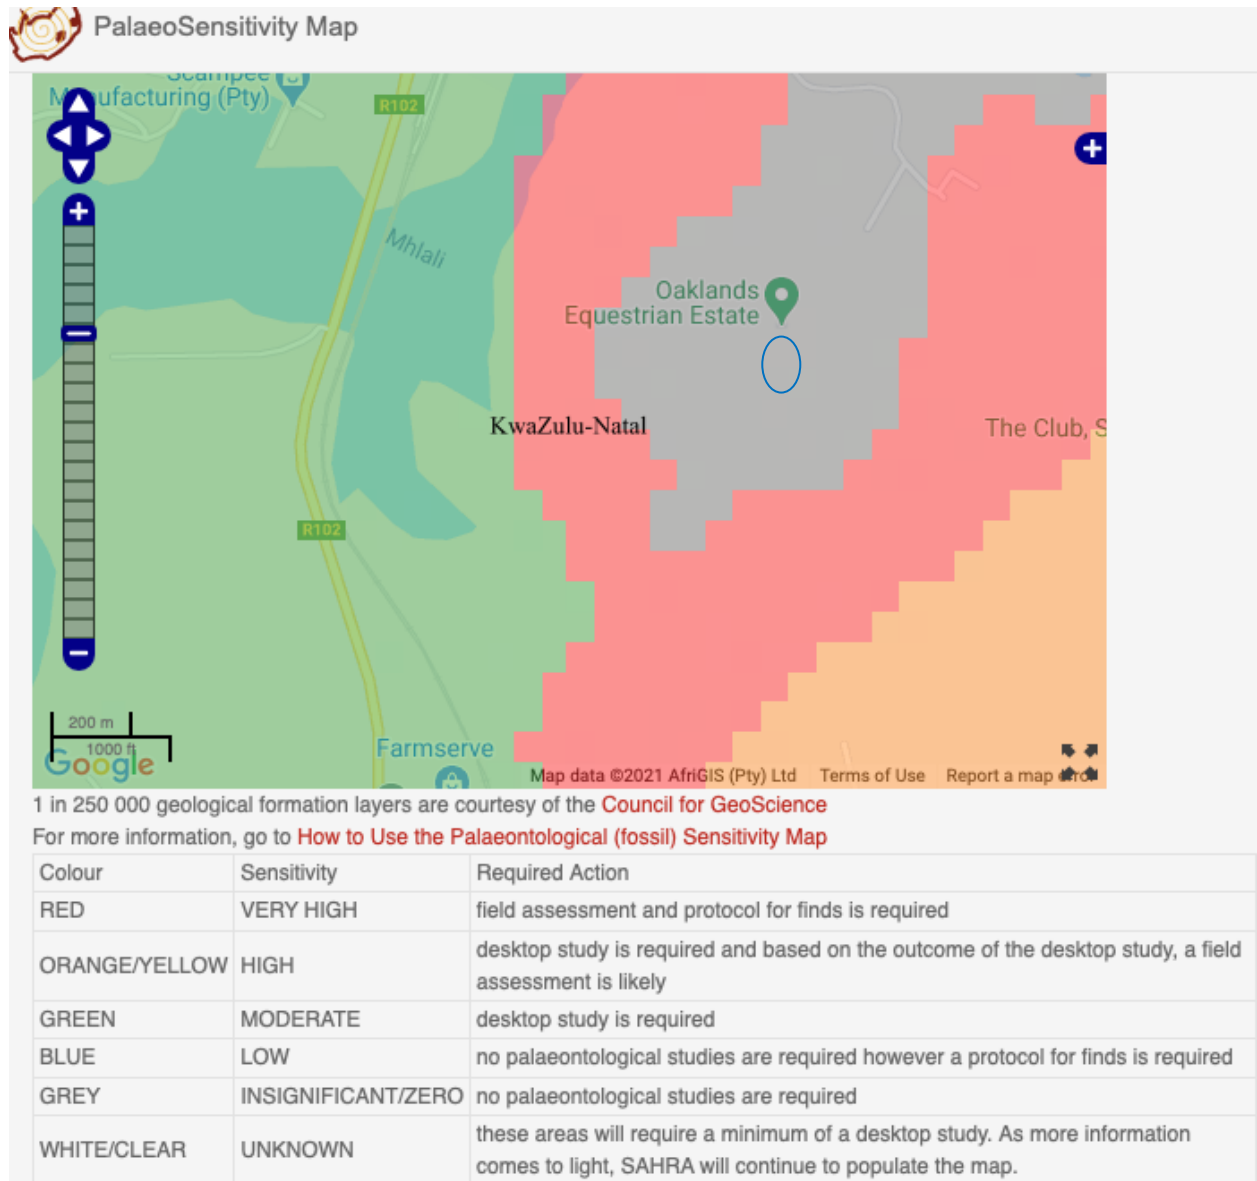 PalaeoSensitivity Map
Scampee
Manufacturing (Pty)
R102
Mhlali
Oaklands
Equestrian Estate
KwaZulu-Natal
The Club, S
R102
200 m
1000 ft
Google
Farmserve
Map data ©2021 AfriGIS (Pty) Ltd Terms of Use Report a map error
1 in 250 000 geological formation layers are courtesy of the Council for GeoScience
For more information, go to How to Use the Palaeontological (fossil) Sensitivity Map
Colour Sensitivity Required Action
RED VERY HIGH field assessment and protocol for finds is required
ORANGE/YELLOW HIGH desktop study is required and based on the outcome of the desktop study, a field
assessment is likely
GREEN MODERATE desktop study is required
BLUE LOW no palaeontological studies are required however a protocol for finds is required
GREY INSIGNIFICANT/ZERO no palaeontological studies are required
WHITE/CLEAR UNKNOWN these areas will require a minimum of a desktop study. As more information
comes to light, SAHRA will continue to populate the map.